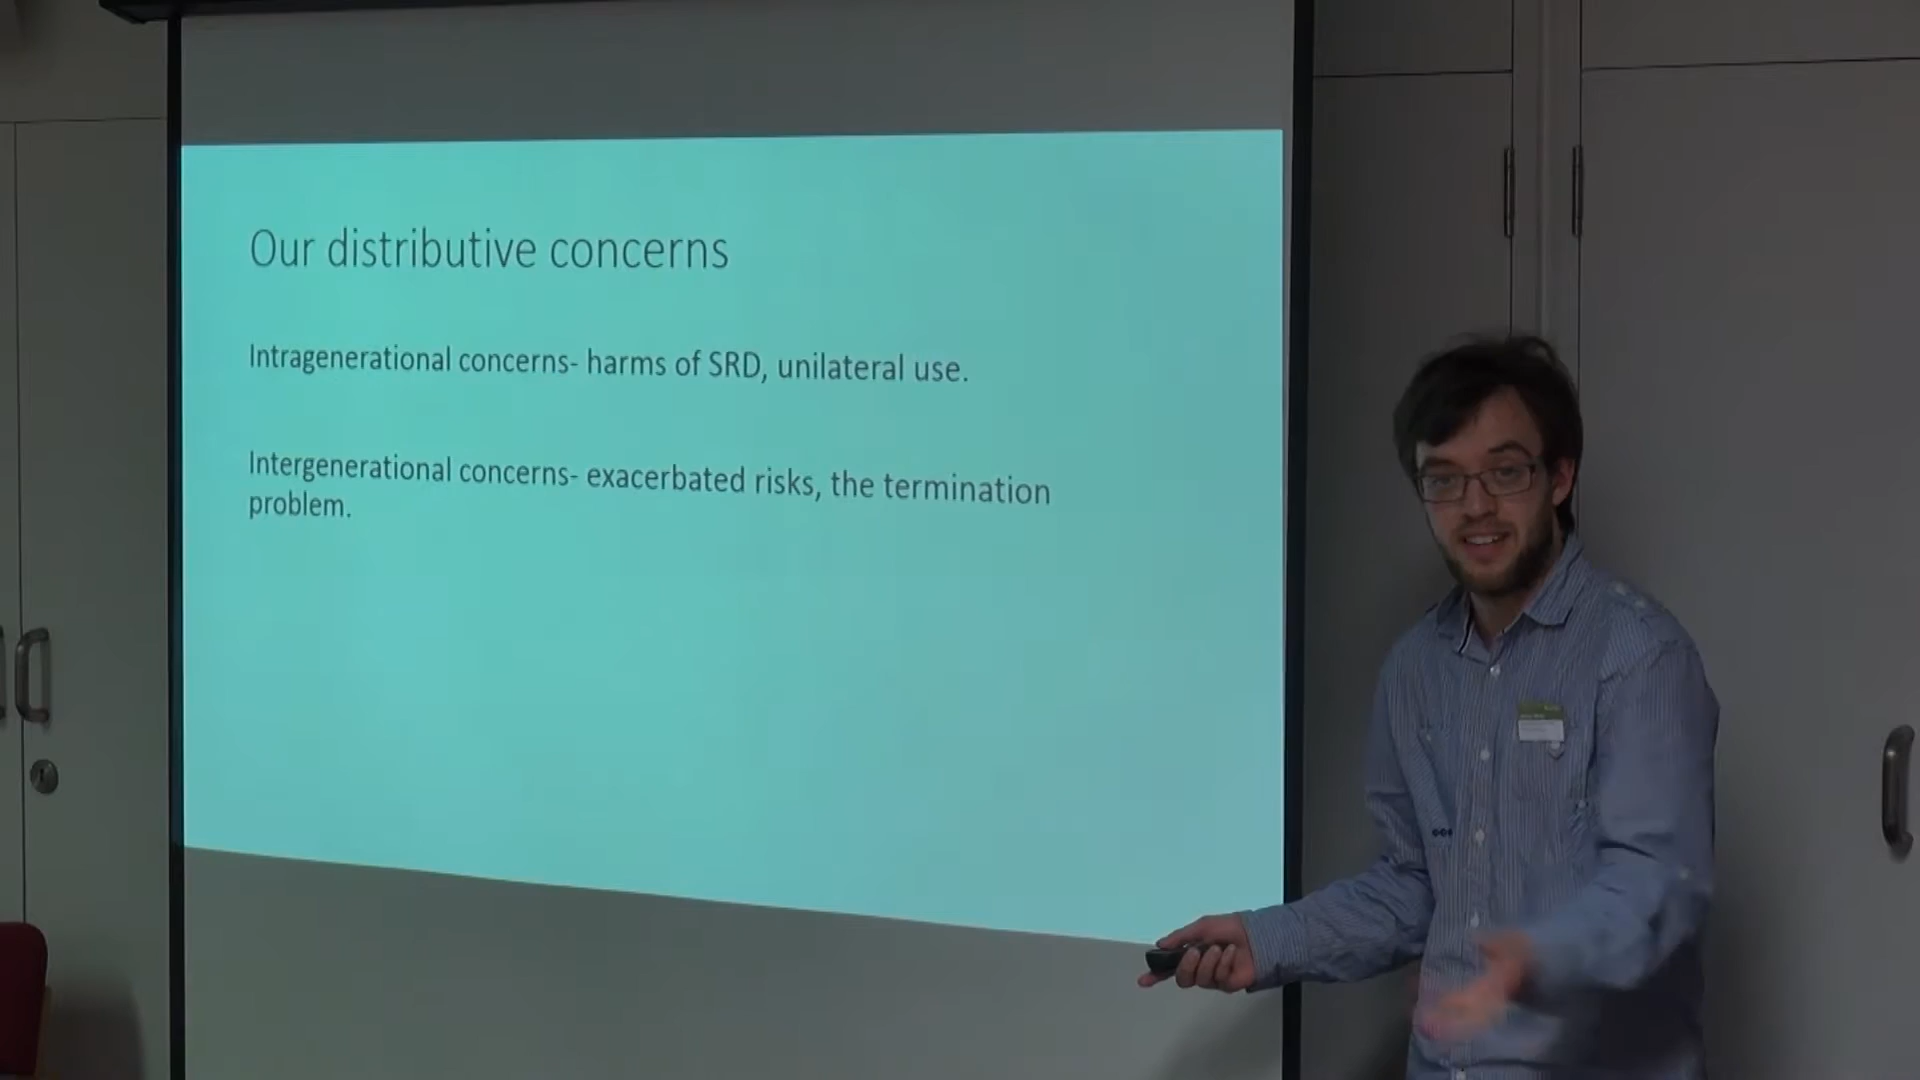 Our distributive concerns
Intragenerational concerns- harms of SRD, unilateral use.
Intergenerational concerns- exacerbated risks, the termination
problem.